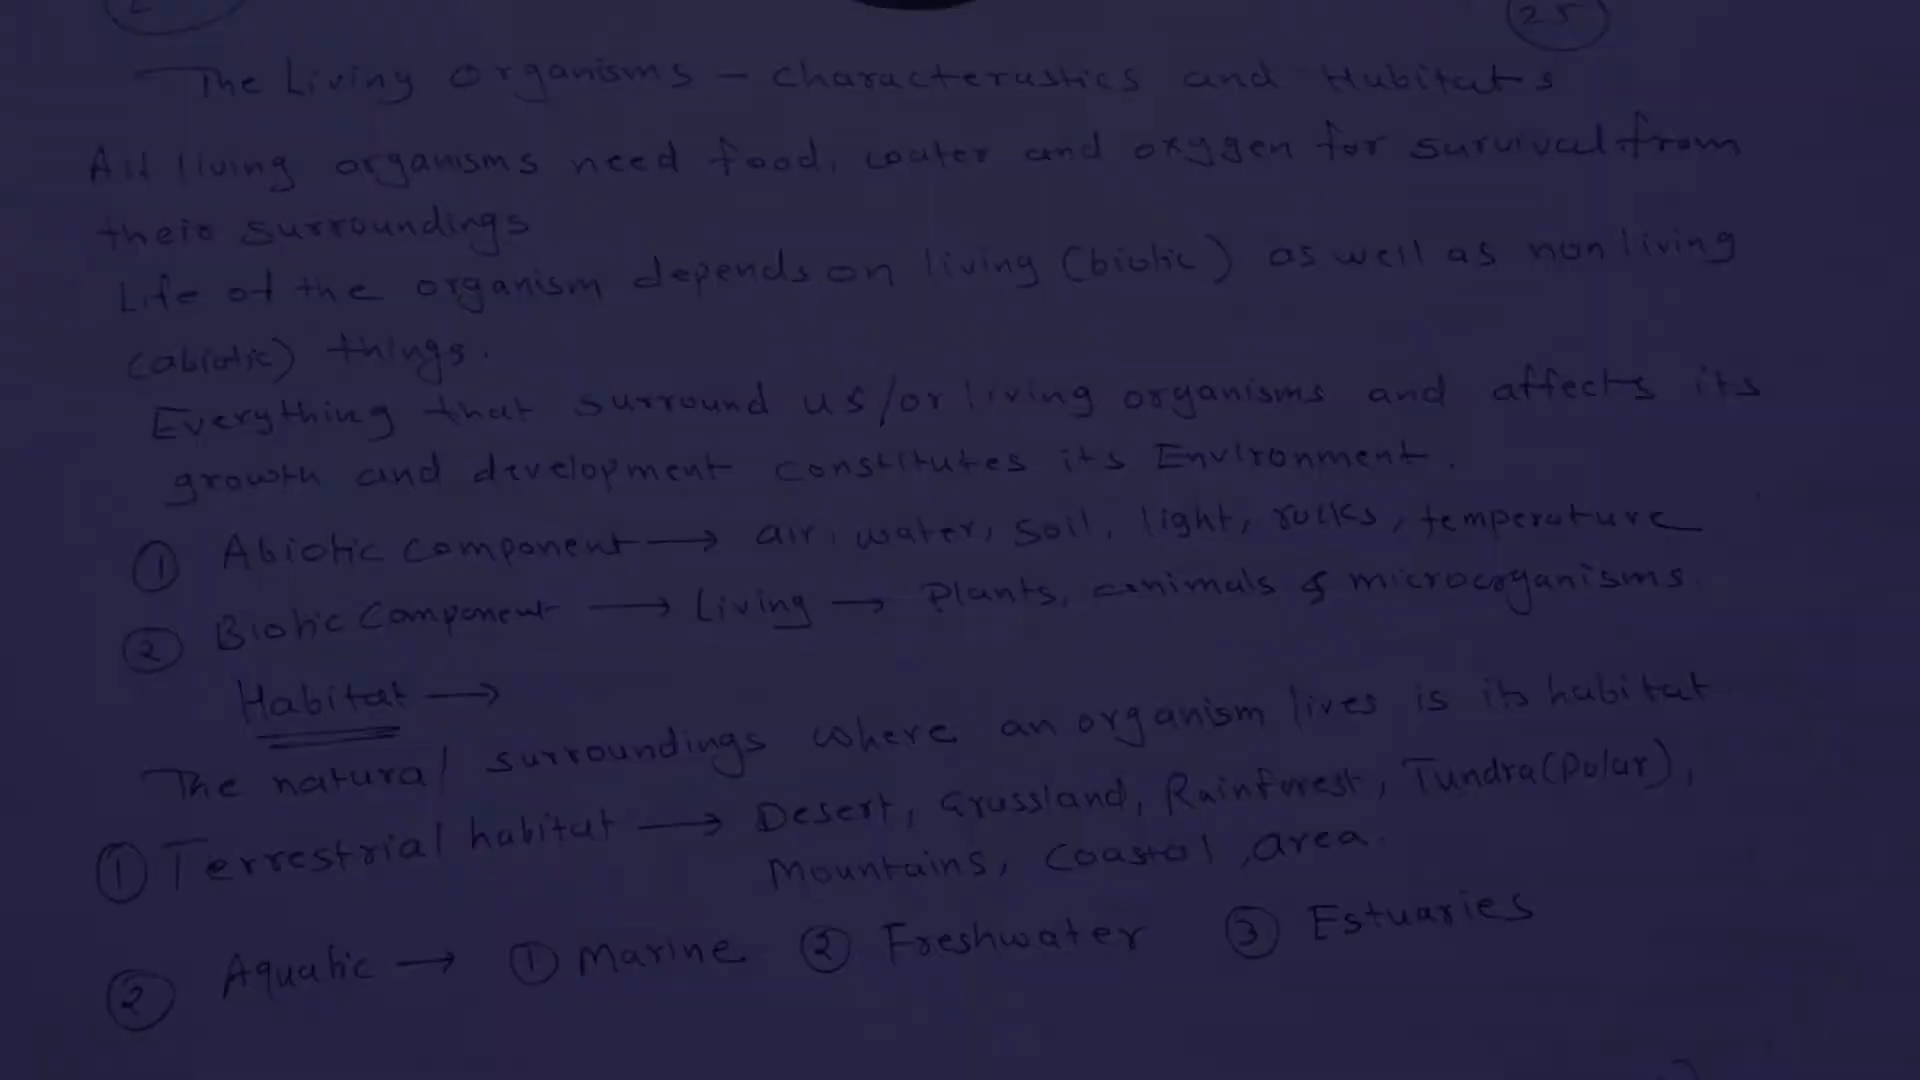 25
The Living Organisms - Characterustics and Habitats
All living organisms need food, water and oxygen for survival from
their surroundings
Life of the organism depends on living (biotic) as well as non living
(abiotic) things.
Everything that surround us/or living organisms and affects its
growth and development constitutes its Environment.
① Abiotic Component → air, water, soil, light, rocks, temperature
② Biotic Component → Living → Plants, animals & microorganisms.
Habitat →
The natural surroundings where an organism lives is its habitat
① Terrestrial habitat → Desert, Grassland, Rainforest, Tundra (Polar),
Mountains, Coastal area.
② Aquatic → ① Marine ② Freshwater ③ Estuaries